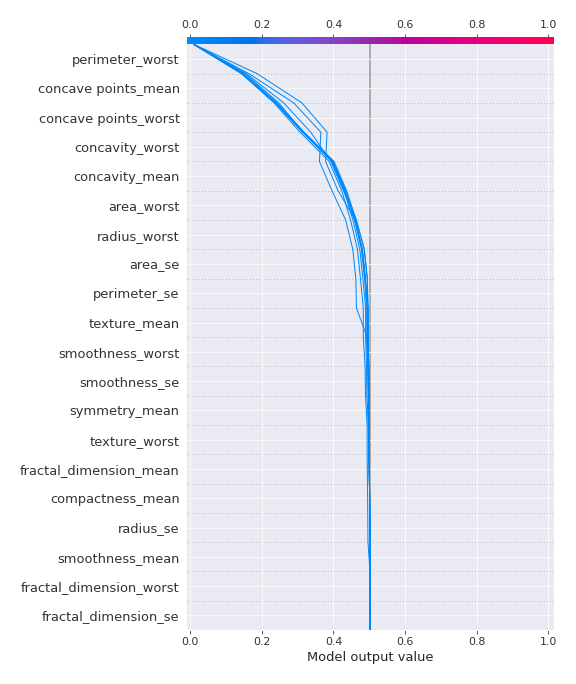 0.0 0.2 0.4 0.6 0.8 1.0
perimeter_worst
concave points_mean
concave points_worst
concavity_worst
concavity_mean
area_worst
radius_worst
area_se
perimeter_se
texture_mean
smoothness_worst
smoothness_se
symmetry_mean
texture_worst
fractal_dimension_mean
compactness_mean
radius_se
smoothness_mean
fractal_dimension_worst
fractal_dimension_se
0.0 0.2 0.4 0.6 0.8 1.0
Model output value